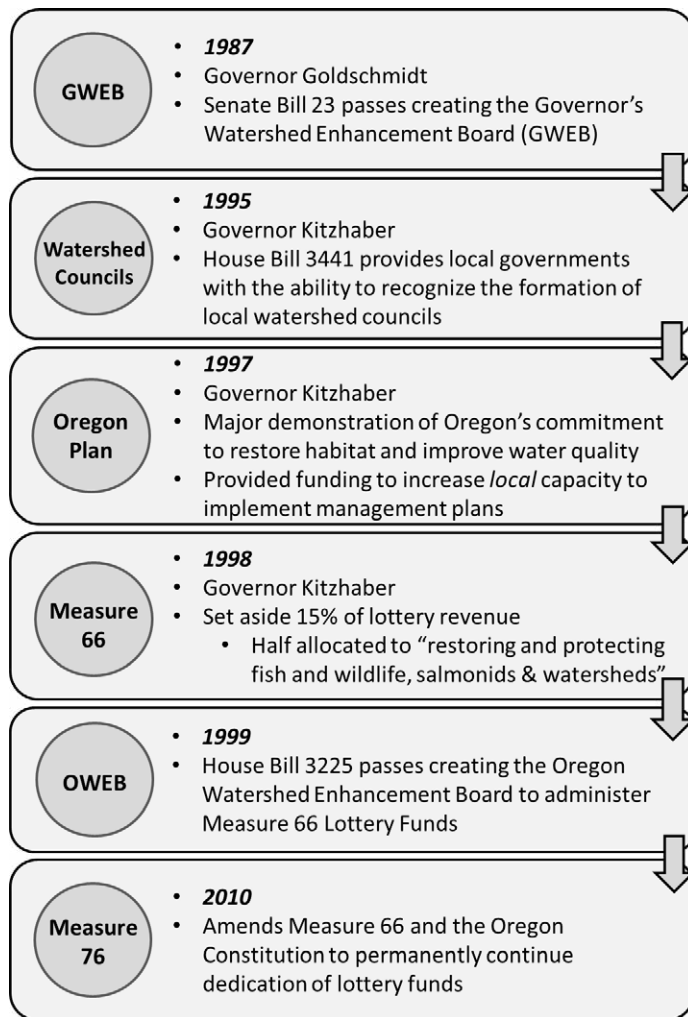 GWEB
• 1987
• Governor Goldschmidt
• Senate Bill 23 passes creating the Governor's
Watershed Enhancement Board (GWEB)
Watershed
Councils
• 1995
• Governor Kitzhaber
• House Bill 3441 provides local governments
with the ability to recognize the formation of
local watershed councils
Oregon
Plan
• 1997
• Governor Kitzhaber
• Major demonstration of Oregon's commitment
to restore habitat and improve water quality
• Provided funding to increase local capacity to
implement management plans
Measure
66
• 1998
• Governor Kitzhaber
• Set aside 15% of lottery revenue
• Half allocated to “restoring and protecting
fish and wildlife, salmonids & watersheds”
OWEB
• 1999
• House Bill 3225 passes creating the Oregon
Watershed Enhancement Board to administer
Measure 66 Lottery Funds
Measure
76
• 2010
• Amends Measure 66 and the Oregon
Constitution to permanently continue
dedication of lottery funds